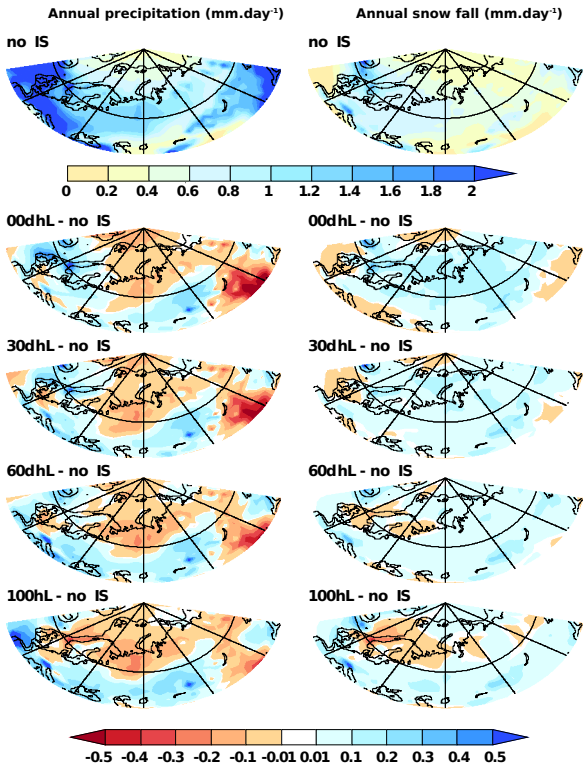 Annual precipitation (mm.day⁻¹) Annual snow fall (mm.day⁻¹)
no IS no IS
0 0.2 0.4 0.6 0.8 1 1.2 1.4 1.6 1.8 2
00dhL - no IS 00dhL - no IS
30dhL - no IS 30dhL - no IS
60dhL - no IS 60dhL - no IS
100hL - no IS 100hL - no IS
-0.5 -0.4 -0.3 -0.2 -0.1 -0.01 0.01 0.1 0.2 0.3 0.4 0.5